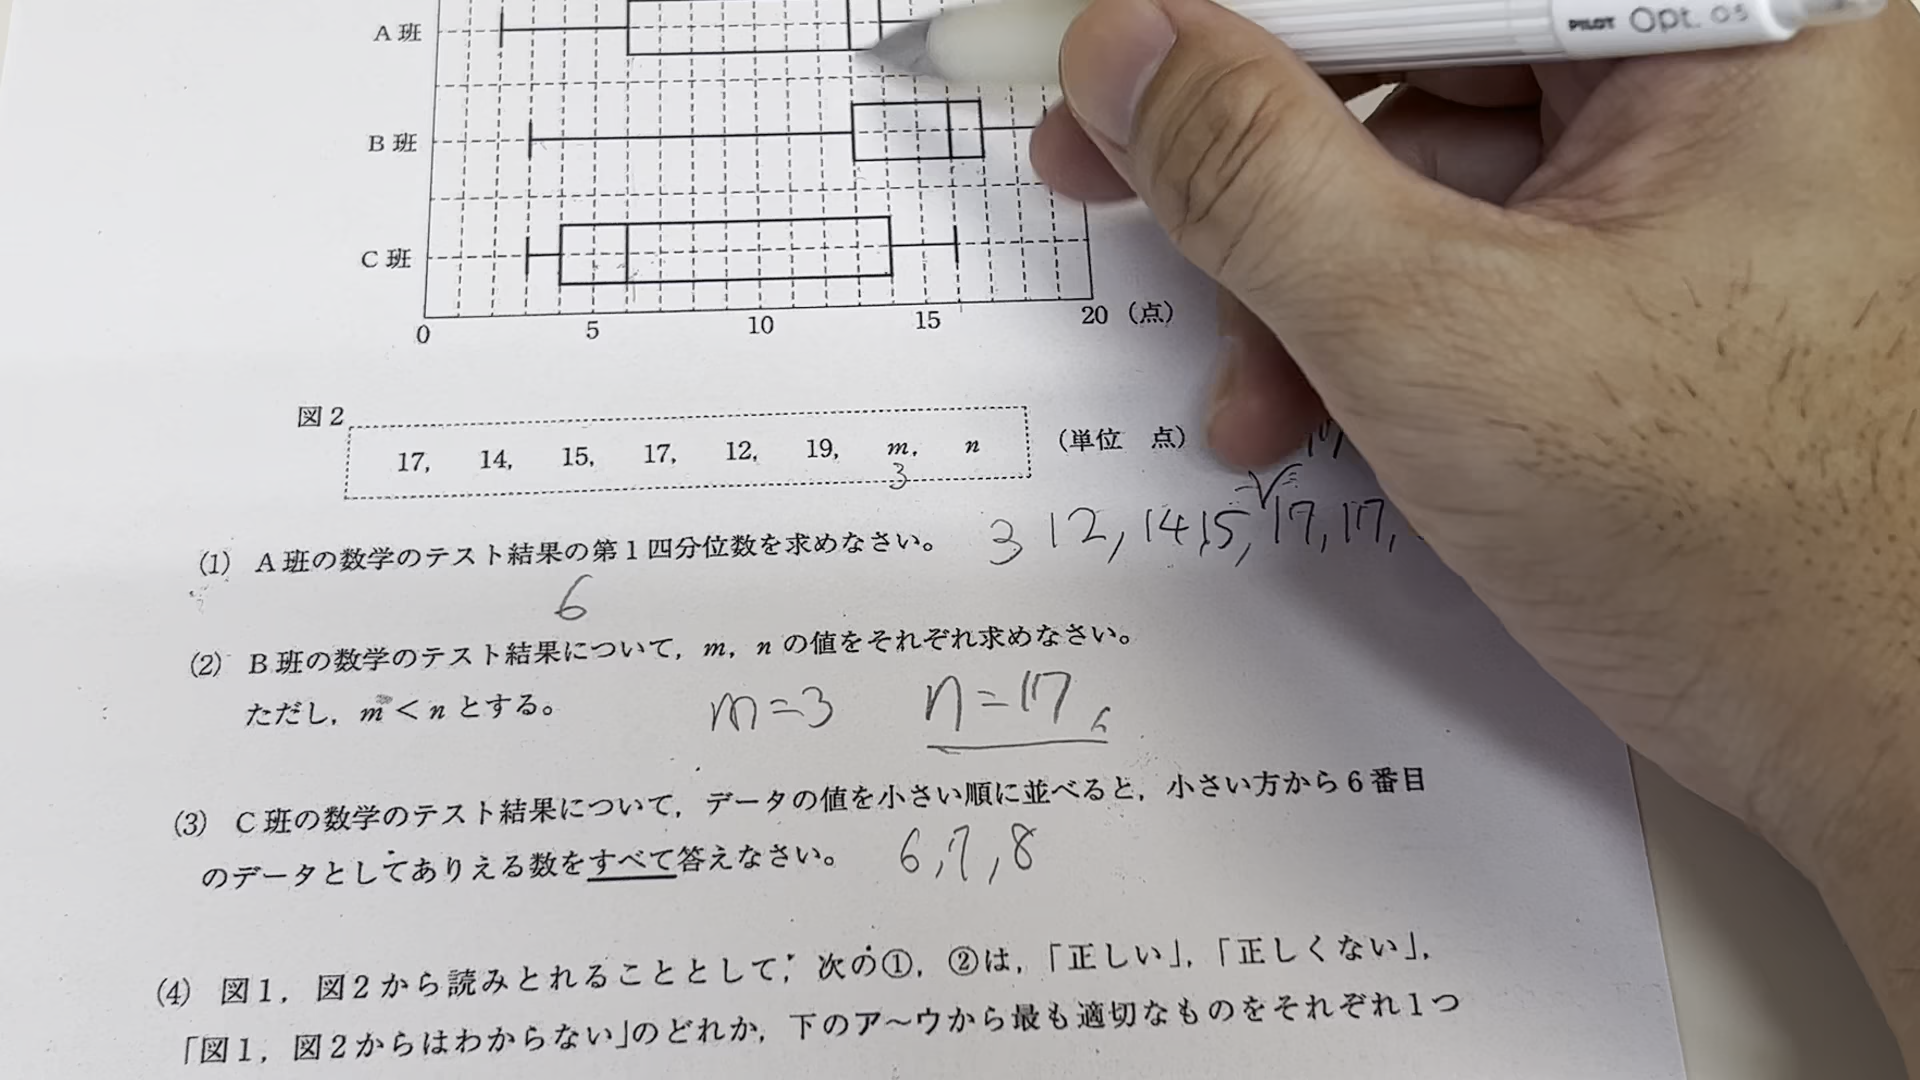 A班
PILOT Opt. 05
B班
C班
0 5 10 15 20 (点)
図2
17, 14, 15, 17, 12, 19, m, n (単位 点)
3
(1) A班の数学のテスト結果の第1四分位数を求めなさい。 3 12, 14, 15, 17, 17,
6
(2) B班の数学のテスト結果について, m, n の値をそれぞれ求めなさい。
ただし, m < n とする。 m=3 n=17
(3) C班の数学のテスト結果について, データの値を小さい順に並べると, 小さい方から6番目
のデータとしてありえる数をすべて答えなさい。 6, 7, 8
(4) 図1, 図2から読みとれることとして, 次の①, ②は,「正しい」,「正しくない」,
「図1, 図2からはわからない」のどれか, 下のア〜ウから最も適切なものをそれぞれ1つ